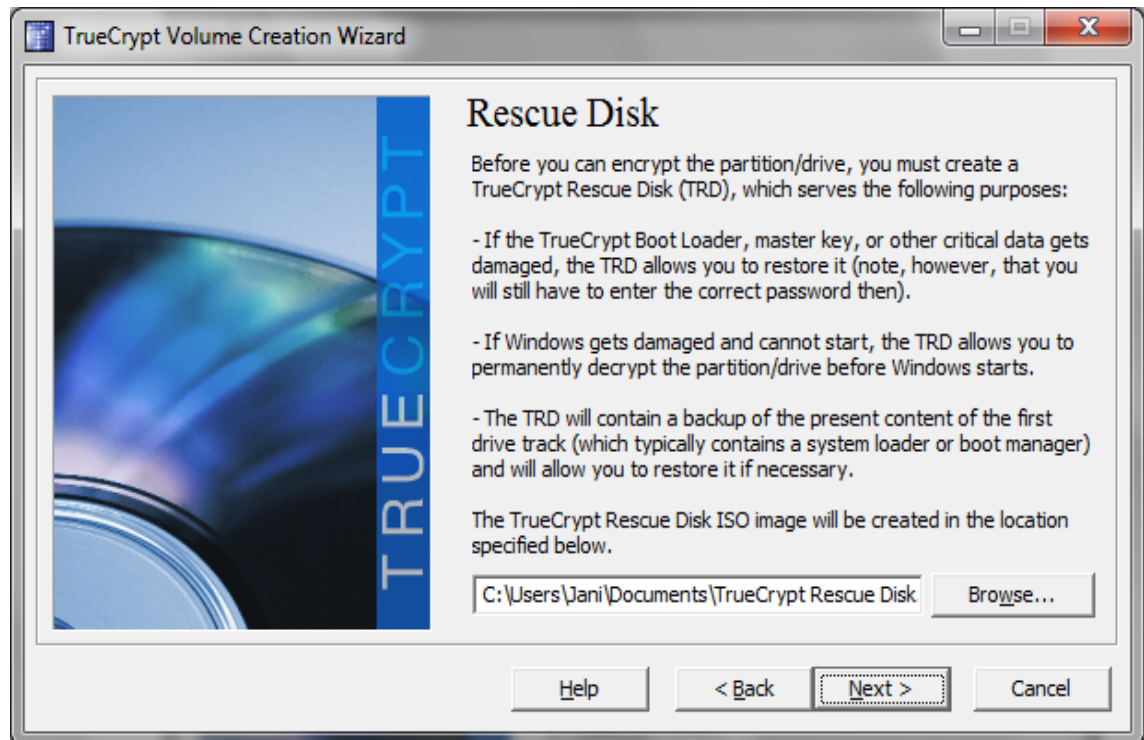 TrueCrypt Volume Creation Wizard
TRUECRYPT
Rescue Disk
Before you can encrypt the partition/drive, you must create a
TrueCrypt Rescue Disk (TRD), which serves the following purposes:
- If the TrueCrypt Boot Loader, master key, or other critical data gets
damaged, the TRD allows you to restore it (note, however, that you
will still have to enter the correct password then).
- If Windows gets damaged and cannot start, the TRD allows you to
permanently decrypt the partition/drive before Windows starts.
- The TRD will contain a backup of the present content of the first
drive track (which typically contains a system loader or boot manager)
and will allow you to restore it if necessary.
The TrueCrypt Rescue Disk ISO image will be created in the location
specified below.
C:\Users\Jani\Documents\TrueCrypt Rescue Disk Browse...
Help < Back Next > Cancel